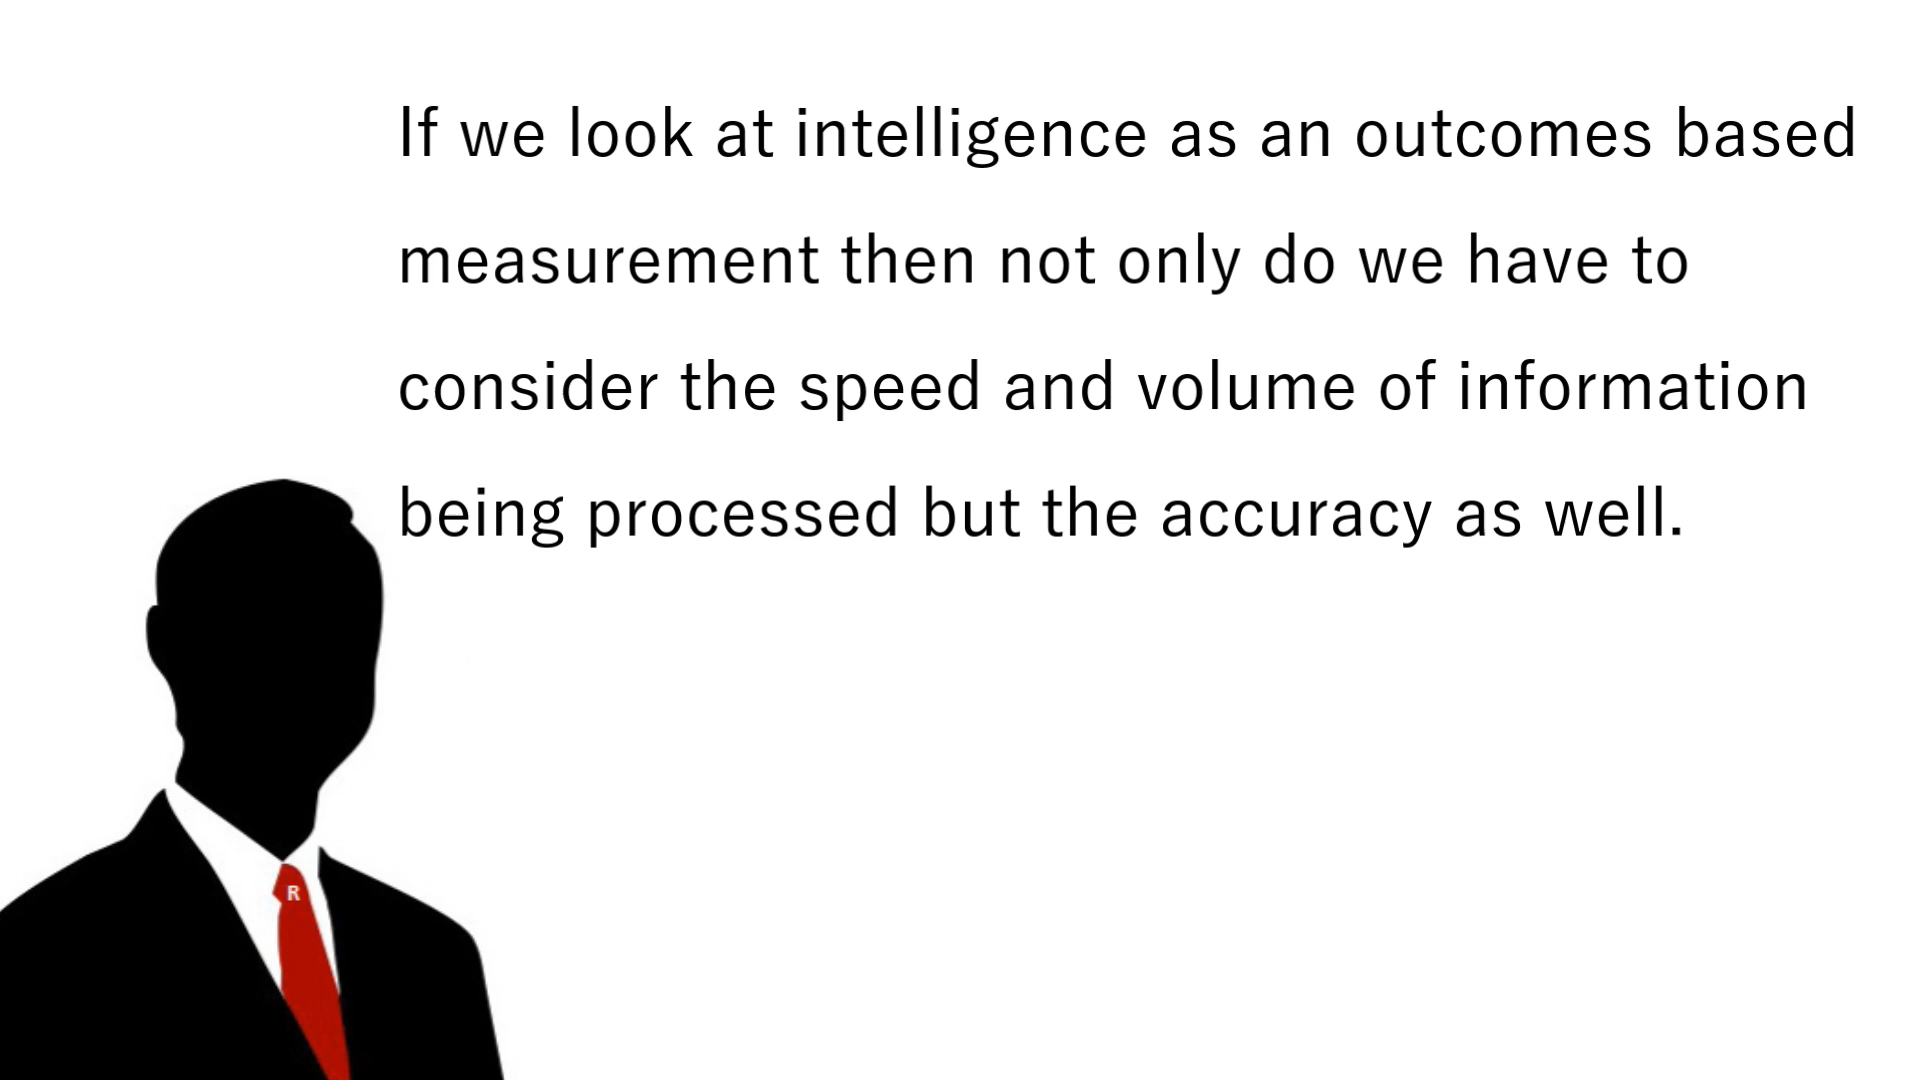 If we look at intelligence as an outcomes based
measurement then not only do we have to
consider the speed and volume of information
being processed but the accuracy as well.
R